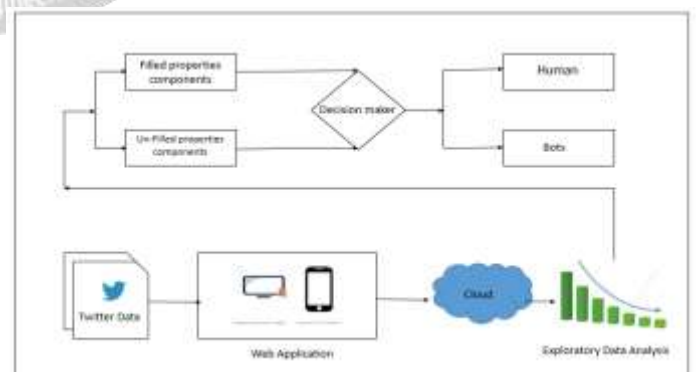 Filled properties
components
Human
Decision maker
Un-Filled properties
components
Bots
Twitter Data
Cloud
Web Application
Exploratory Data Analysis